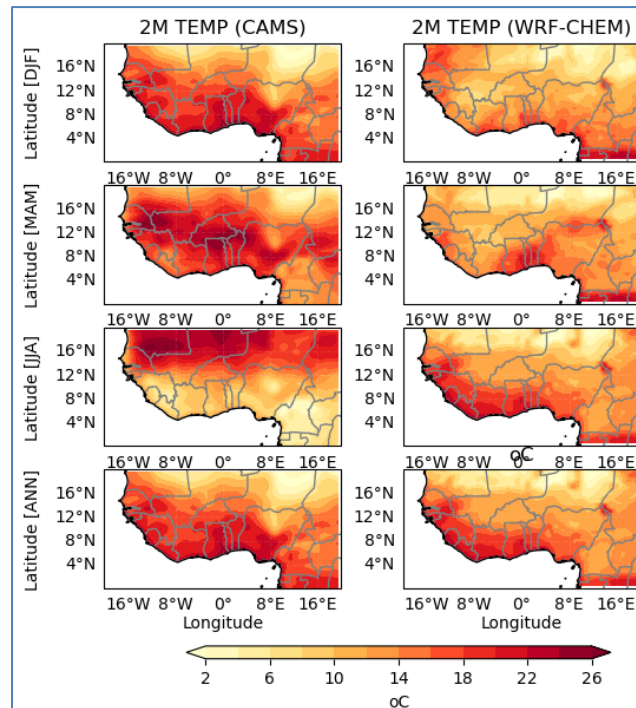 2M TEMP (CAMS) 2M TEMP (WRF-CHEM)
Latitude [DJF]
16°N
12°N
8°N
4°N
16°N
12°N
8°N
4°N
16°W 8°W 0° 8°E 16°E
16°W 8°W 0° 8°E 16°E
Latitude [MAM]
16°N
12°N
8°N
4°N
16°N
12°N
8°N
4°N
16°W 8°W 0° 8°E 16°E
16°W 8°W 0° 8°E 16°E
Latitude [JJA]
16°N
12°N
8°N
4°N
16°N
12°N
8°N
4°N
oC
16°W 8°W 0° 8°E 16°E
16°W 8°W 0° 8°E 16°E
Latitude [ANN]
16°N
12°N
8°N
4°N
16°N
12°N
8°N
4°N
16°W 8°W 0° 8°E 16°E
16°W 8°W 0° 8°E 16°E
Longitude Longitude
2 6 10 14 18 22 26
oC